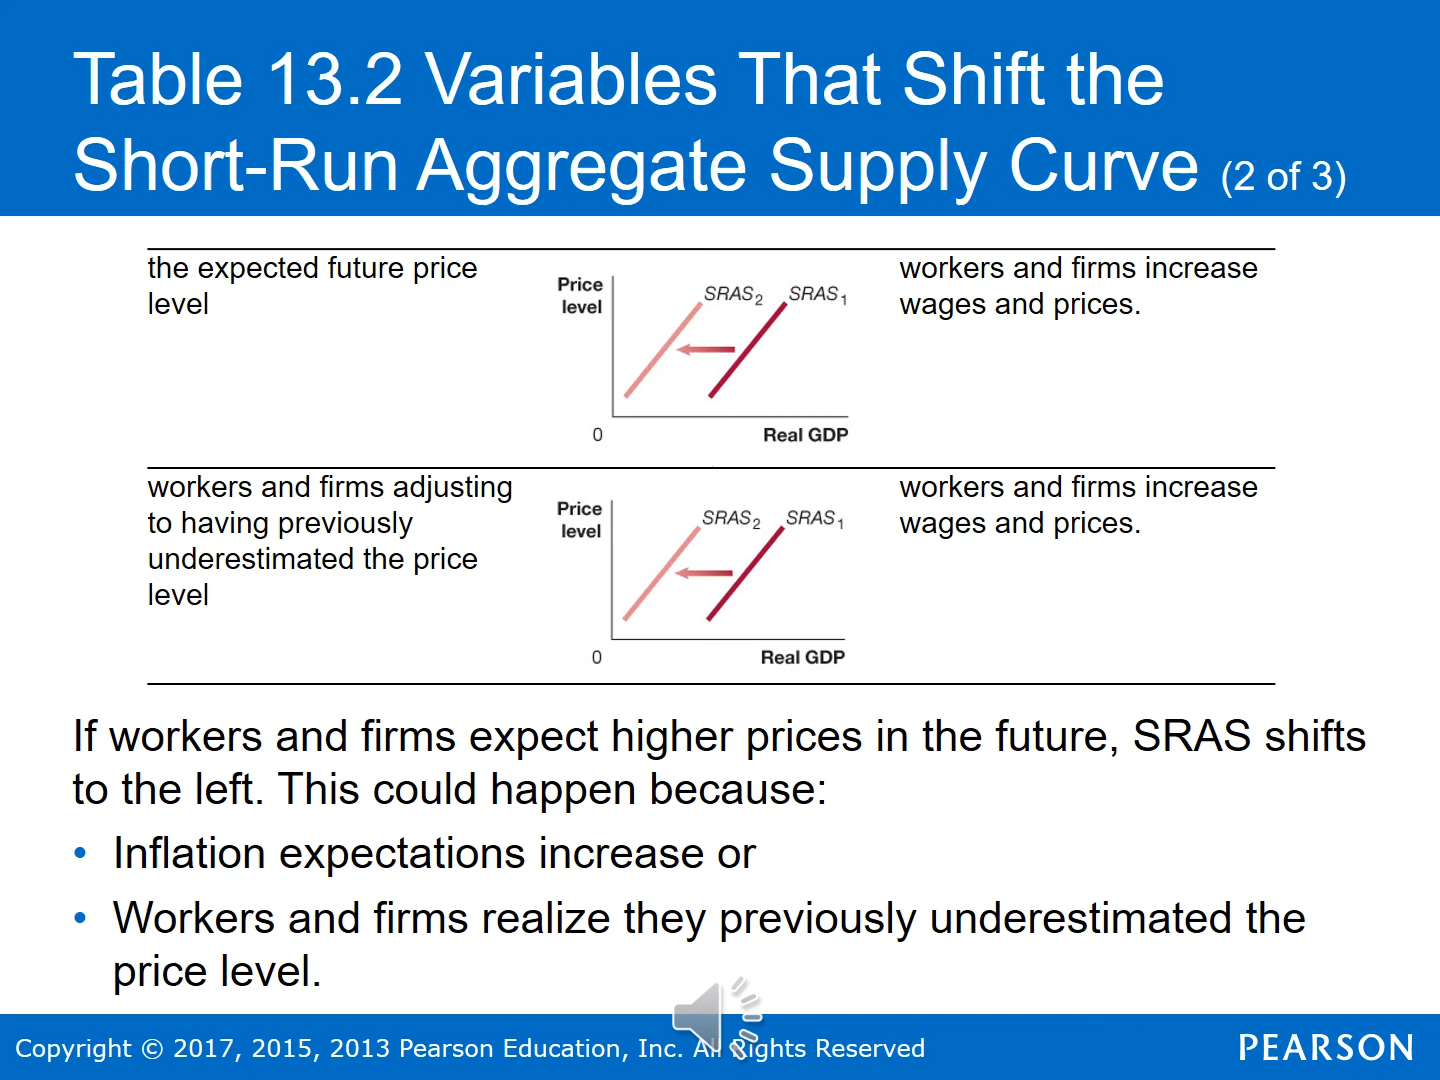 Table 13.2 Variables That Shift the
Short-Run Aggregate Supply Curve (2 of 3)
the expected future price
level
Price
level
SRAS2 SRAS1
0
Real GDP
workers and firms increase
wages and prices.
workers and firms adjusting
to having previously
underestimated the price
level
Price
level
SRAS2 SRAS1
0
Real GDP
workers and firms increase
wages and prices.
If workers and firms expect higher prices in the future, SRAS shifts
to the left. This could happen because:
• Inflation expectations increase or
• Workers and firms realize they previously underestimated the
price level.
Copyright © 2017, 2015, 2013 Pearson Education, Inc. All Rights Reserved
PEARSON